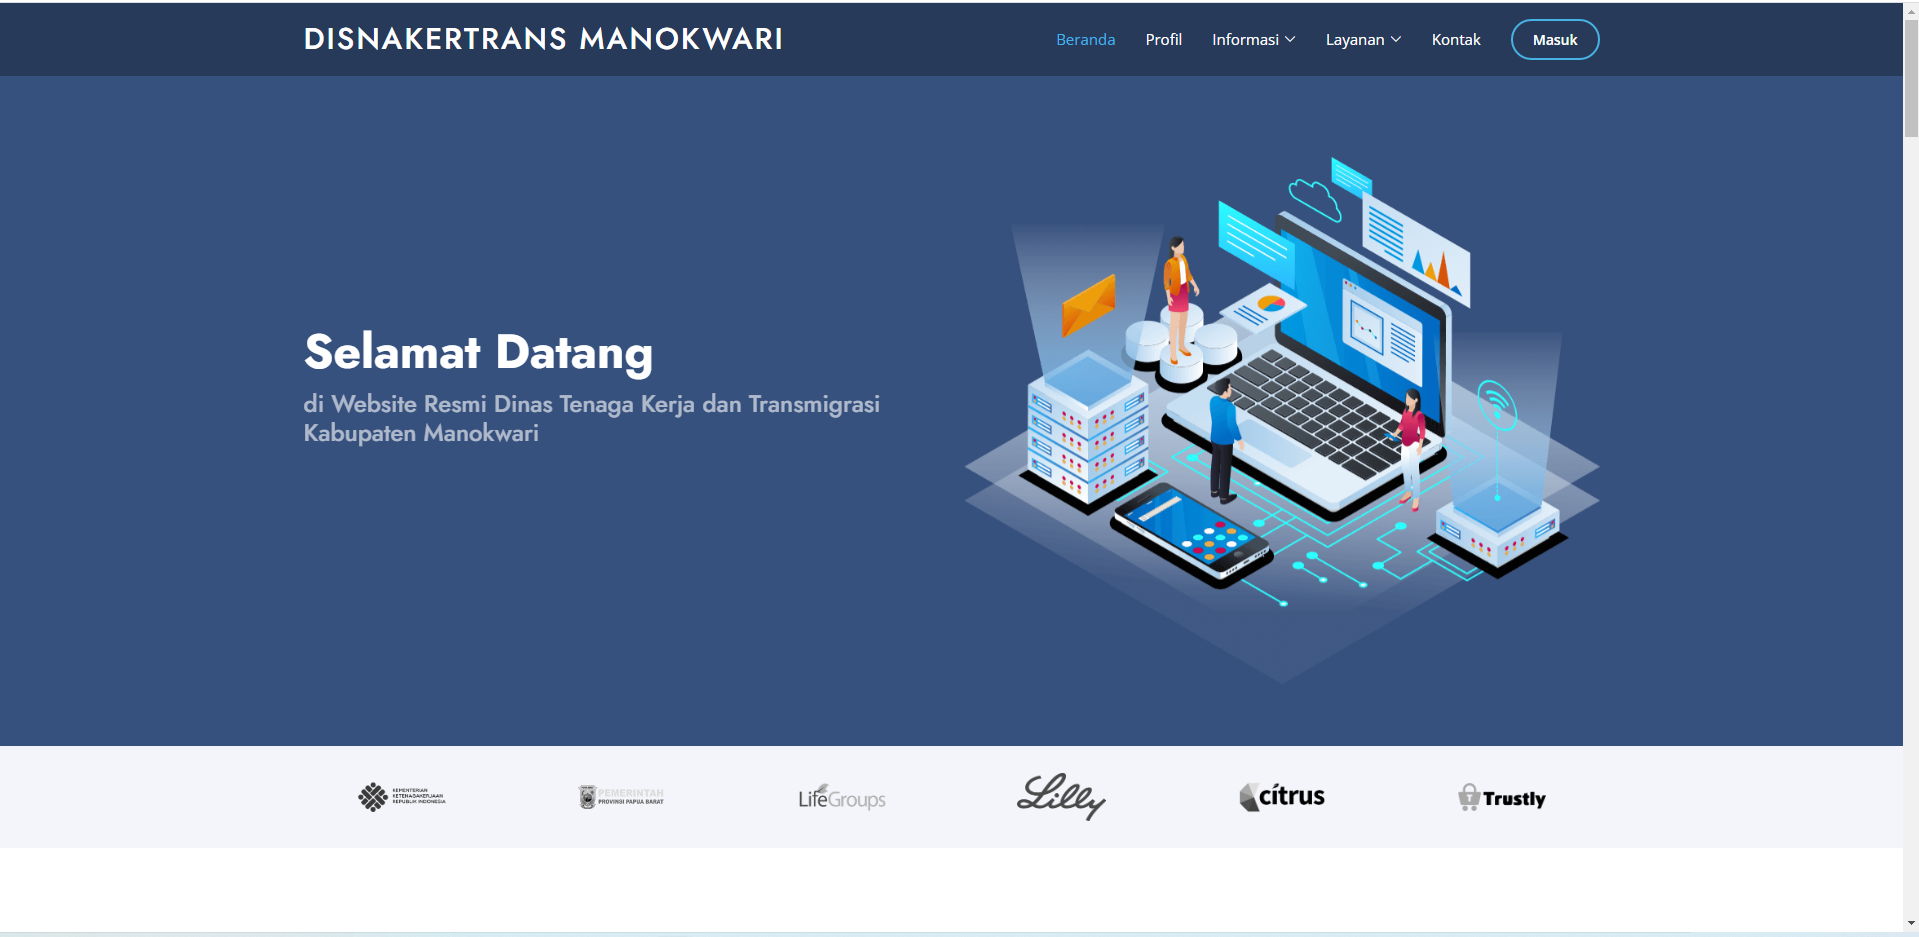 DISNAKERTRANS MANOKWARI
Beranda Profil Informasi Layanan Kontak Masuk
Selamat Datang
di Website Resmi Dinas Tenaga Kerja dan Transmigrasi
Kabupaten Manokwari
KEMENTERIAN
KETENAGAKERJAAN
REPUBLIK INDONESIA
PEMERINTAH
PROVINSI PAPUA BARAT
LifeGroups
Lilly
citrus
Trustly